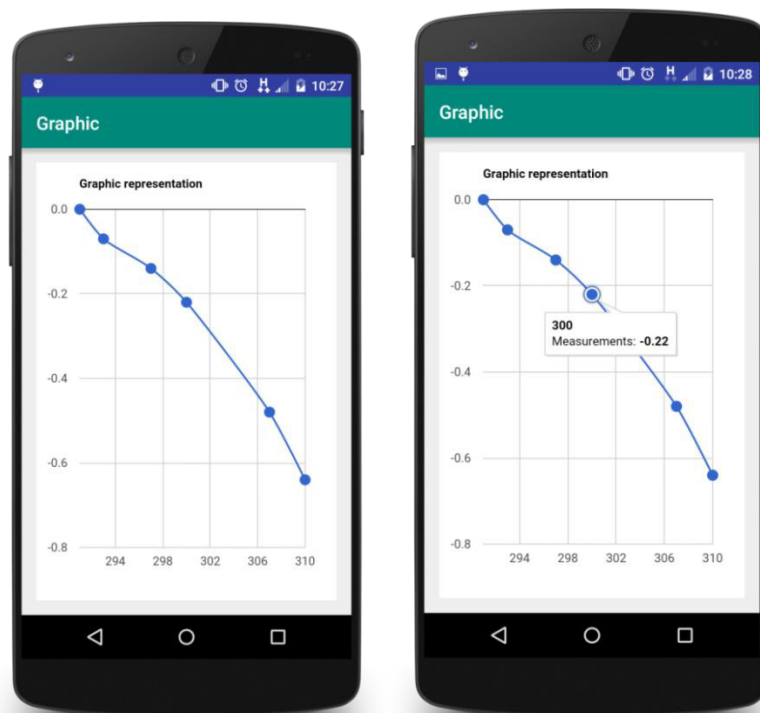 10:27
Graphic
Graphic representation
0.0
-0.2
-0.4
-0.6
-0.8
294 298 302 306 310
H 10:28
Graphic
Graphic representation
0.0
-0.2
300
Measurements: -0.22
-0.4
-0.6
-0.8
294 298 302 306 310